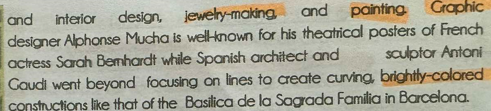 and interior design, jewelry-making, and painting. Graphic
designer Alphonse Mucha is well-known for his theatrical posters of French
actress Sarah Bernhardt while Spanish architect and sculptor Antoni
Gaudi went beyond focusing on lines to create curving, brightly-colored
constructions like that of the Basilica de la Sagrada Familia in Barcelona.